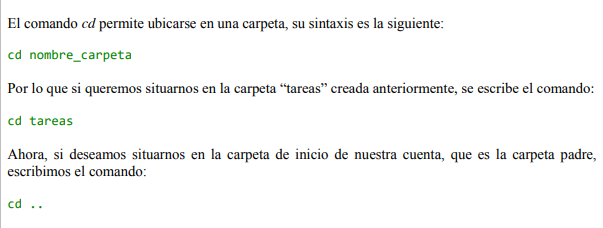 El comando cd permite ubicarse en una carpeta, su sintaxis es la siguiente:
cd nombre_carpeta
Por lo que si queremos situarnos en la carpeta “tareas” creada anteriormente, se escribe el comando:
cd tareas
Ahora, si deseamos situarnos en la carpeta de inicio de nuestra cuenta, que es la carpeta padre,
escribimos el comando:
cd ..